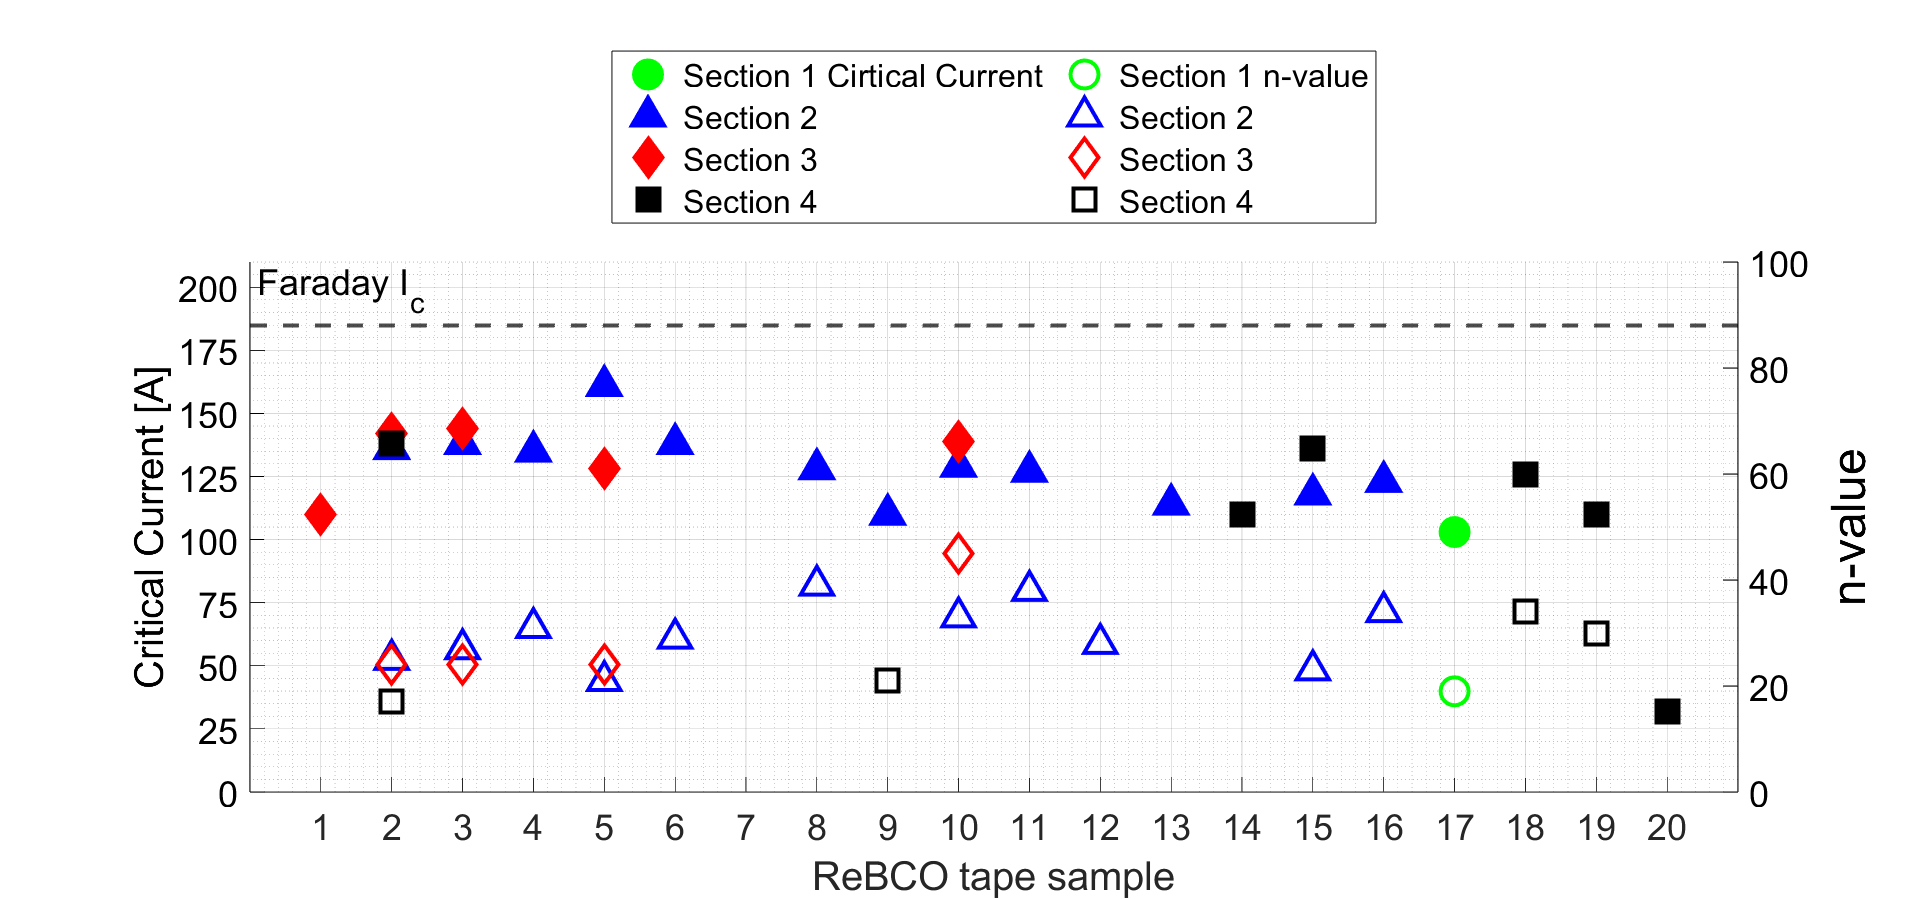 Section 1 Cirtical Current
Section 2
Section 3
Section 4
Section 1 n-value
Section 2
Section 3
Section 4
Faraday I_c
Critical Current [A]
200
175
150
125
100
75
50
25
0
100
80
60
40
20
0
n-value
1 2 3 4 5 6 7 8 9 10 11 12 13 14 15 16 17 18 19 20
ReBCO tape sample